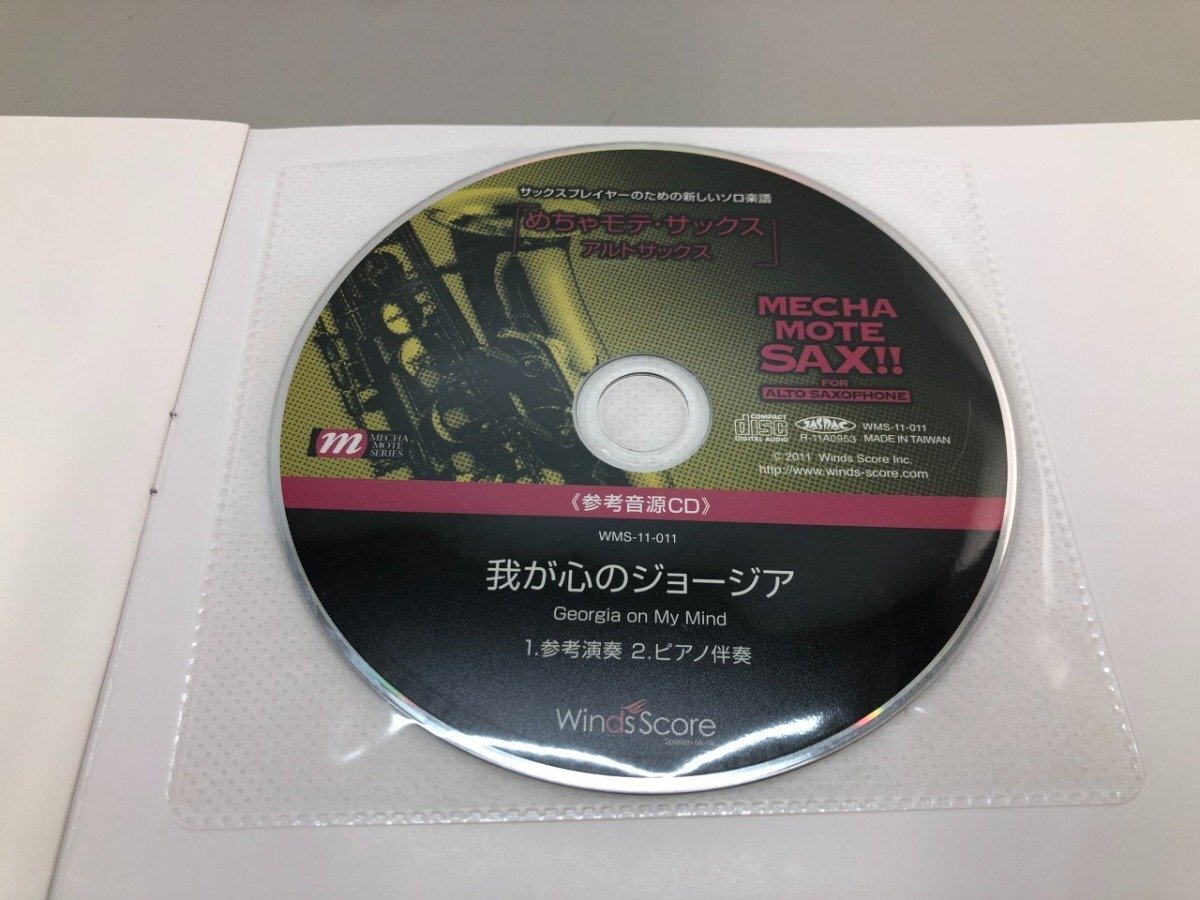 サックスプレイヤーのための新しいソロ楽譜
「めちゃモテ・サックス
アルトサックス」
MECHA
MOTE
SAX!!
FOR
ALTO SAXOPHONE
m MECHA
MOTE
SERIES
COMPACT
disc
DIGITAL AUDIO
JASRAC
R-11A0953
WMS-11-011
MADE IN TAIWAN
© 2011 Winds Score Inc.
http://www.winds-score.com
《参考音源CD》
WMS-11-011
我が心のジョージア
Georgia on My Mind
1.参考演奏 2.ピアノ伴奏
Winds Score